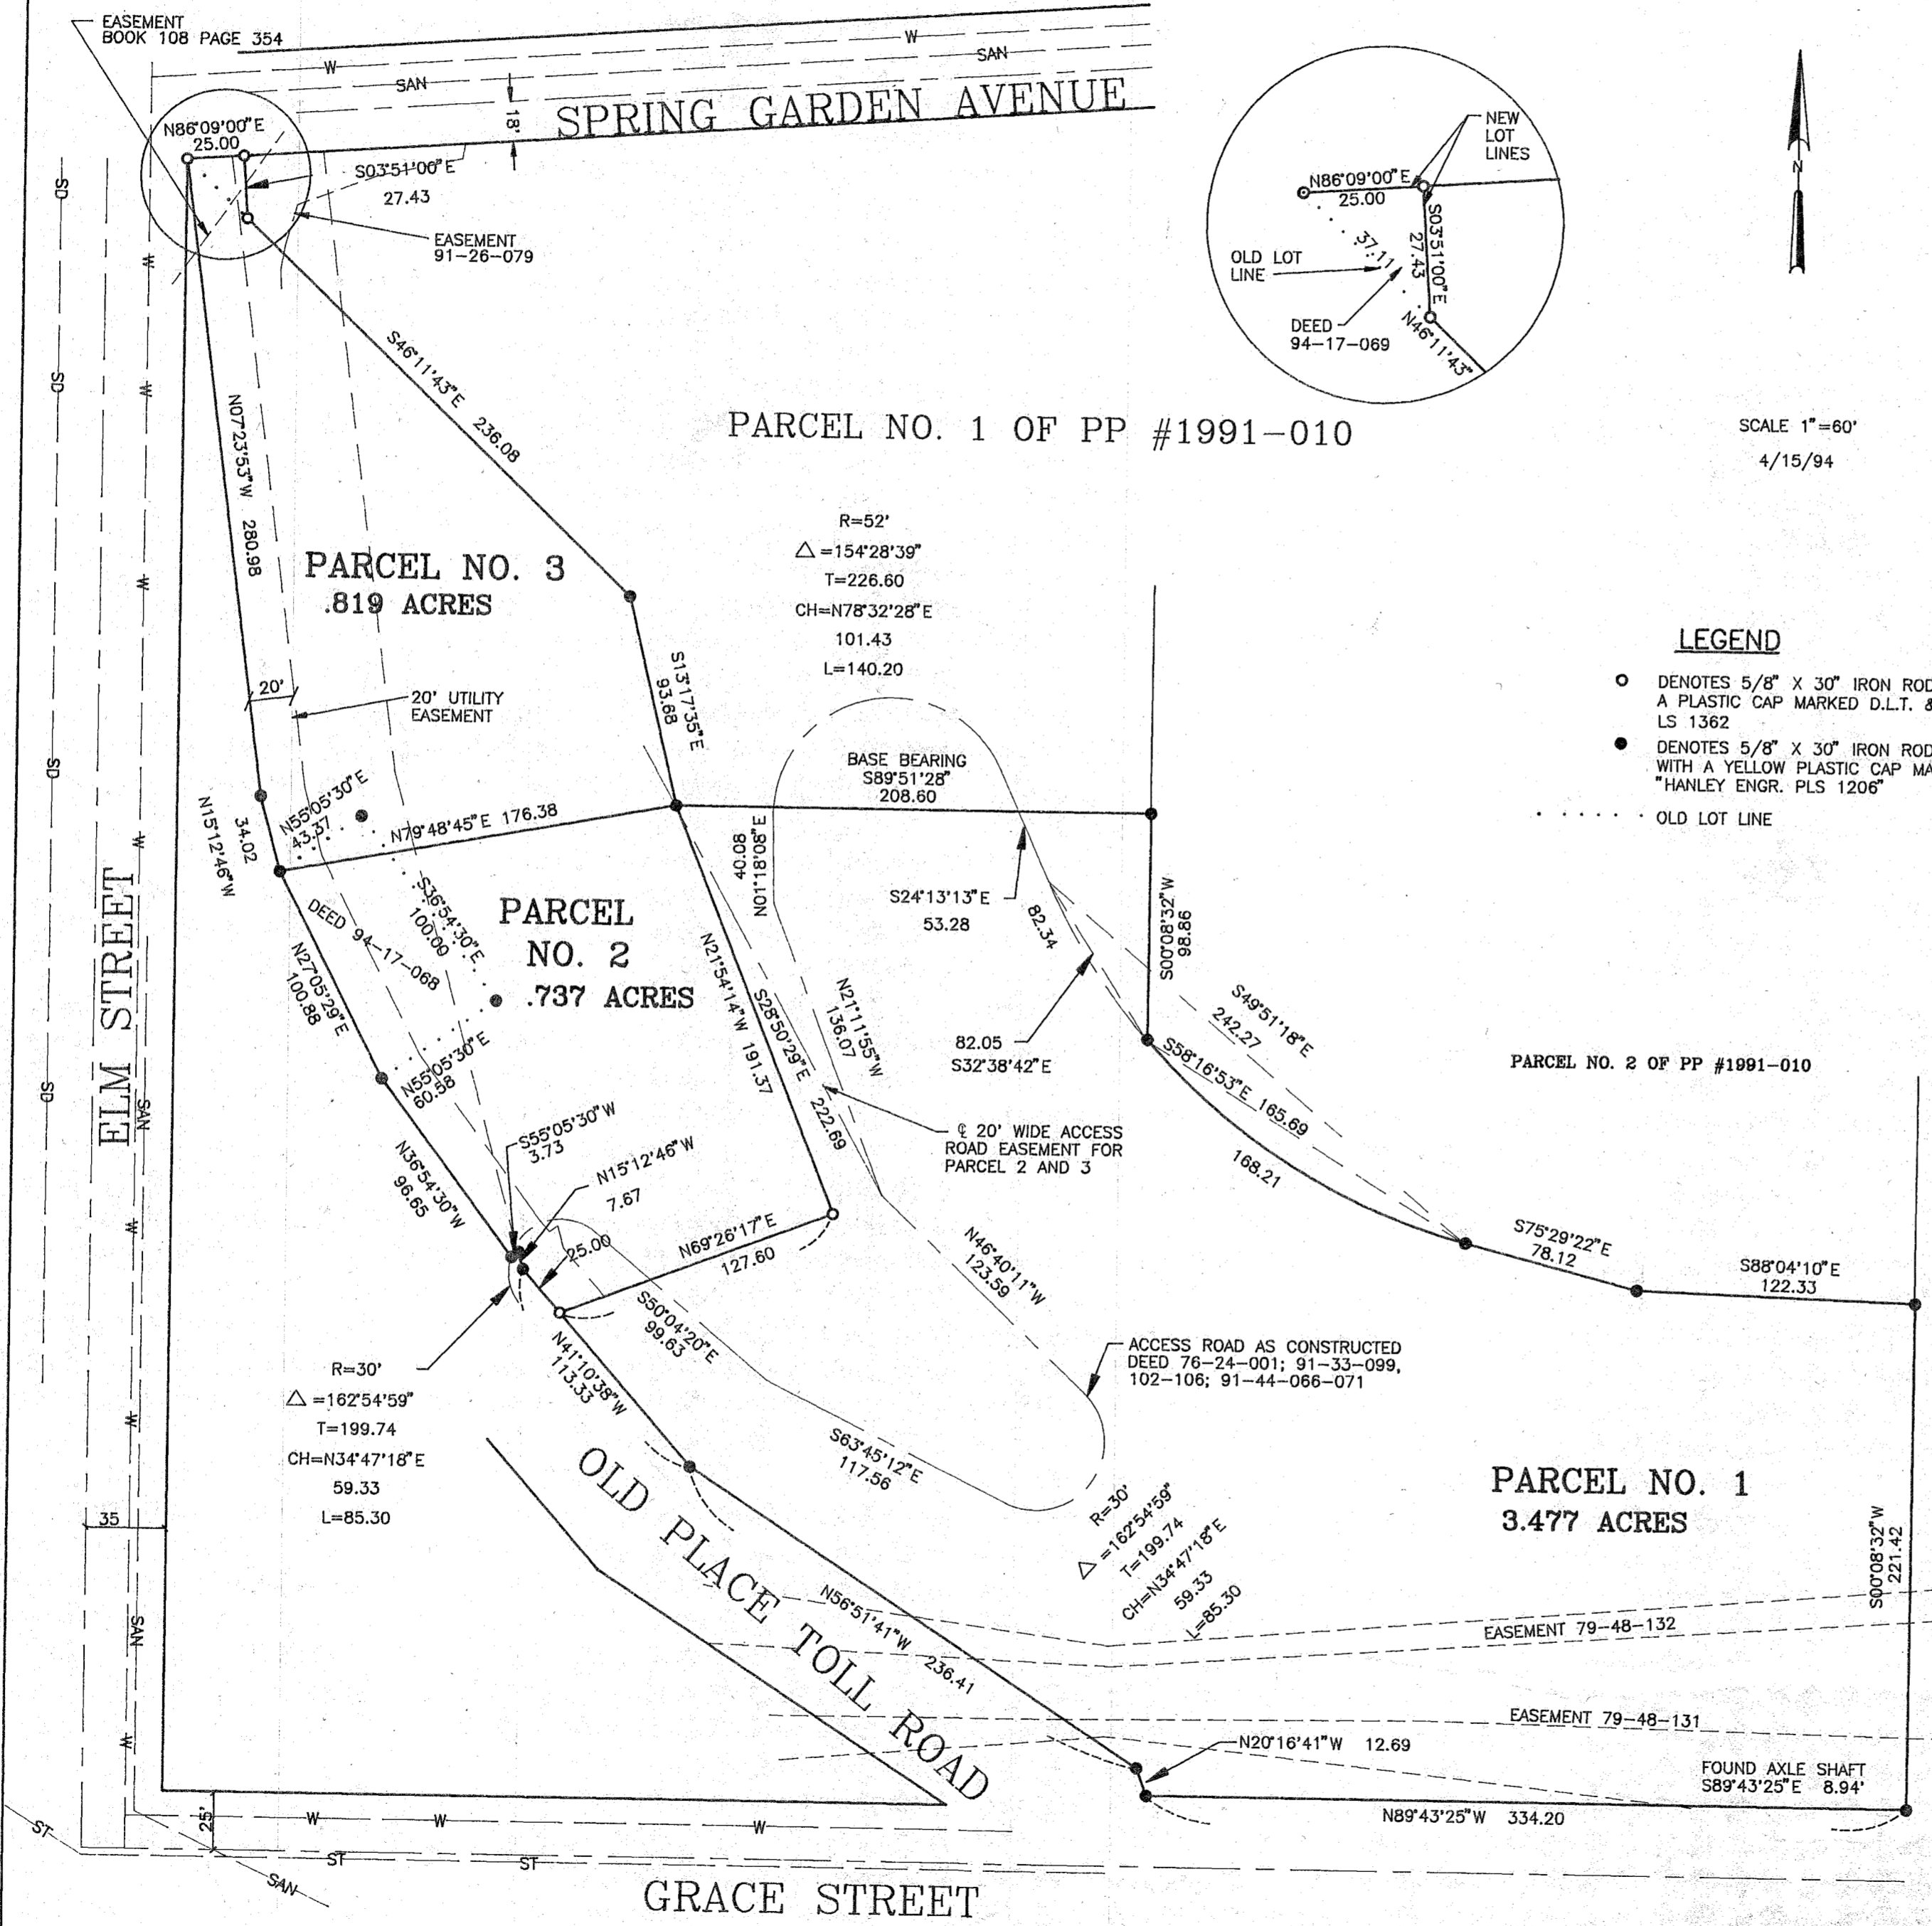 EASEMENT
BOOK 108 PAGE 354
W
W
SAN
SAN
18'
SPRING GARDEN AVENUE
N86°09'00"E
25.00
S03°51'00"E
27.43
EASEMENT
91-26-079
NEW
LOT
LINES
N86°09'00"E
25.00
S03°51'00"E
27.43
37.11
OLD LOT
LINE
DEED
94-17-069
N46°11'43"
N
SCALE 1"=60'
4/15/94
SD
SD
SD
SD
SD
W
W
W
W
W
W
W
W
S46°11'43"E 236.08
PARCEL NO. 1 OF PP #1991-010
N07°23'53"W 280.98
PARCEL NO. 3
.819 ACRES
R=52'
△=154°28'39"
T=226.60
CH=N78°32'28"E
101.43
L=140.20
S13°17'35"E
93.68
20'
20' UTILITY
EASEMENT
LEGEND
DENOTES 5/8" X 30" IRON ROD
A PLASTIC CAP MARKED D.L.T. &
LS 1362
DENOTES 5/8" X 30" IRON ROD
WITH A YELLOW PLASTIC CAP MA
"HANLEY ENGR. PLS 1206"
OLD LOT LINE
BASE BEARING
S89°51'28"
208.60
N15°12'46"W
34.02
N55°05'30"E
43.37
N79°48'45"E 176.38
40.08
N01°18'08"E
S24°13'13"E
53.28
82.34
S00°08'32"W
98.86
ELM STREET
SAN
SAN
DEED 94-17-068
S36°54'30"E
100.00
PARCEL
NO. 2
.737 ACRES
N27°05'29"E
100.88
N21°54'14"W 191.37
S28°50'29"E 222.69
N21°11'55"W
136.07
82.05
S32°38'42"E
S49°51'18"E
242.27
S58°16'53"E 165.69
168.21
PARCEL NO. 2 OF PP #1991-010
N55°05'30"E
60.58
S55°05'30"W
3.73
N15°12'46"W
7.67
℄ 20' WIDE ACCESS
ROAD EASEMENT FOR
PARCEL 2 AND 3
N36°54'30"W
96.65
25.00
N69°26'17"E
127.60
N46°40'11"W
123.59
S75°29'22"E
78.12
S88°04'10"E
122.33
S50°04'20"E
99.63
N41°10'38"W
113.33
ACCESS ROAD AS CONSTRUCTED
DEED 76-24-001; 91-33-099,
102-106; 91-44-066-071
R=30'
△=162°54'59"
T=199.74
CH=N34°47'18"E
59.33
L=85.30
S63°45'12"E
117.56
R=30'
△=162°54'59"
T=199.74
CH=N34°47'18"E
59.33
L=85.30
PARCEL NO. 1
3.477 ACRES
S00°08'32"W
221.42
35
OLD PLACE TOLL ROAD
N56°51'41"W 236.41
EASEMENT 79-48-132
EASEMENT 79-48-131
N20°16'41"W 12.69
FOUND AXLE SHAFT
S89°43'25"E 8.94'
N89°43'25"W 334.20
25'
W
W
W
ST
ST
ST
SAN
GRACE STREET